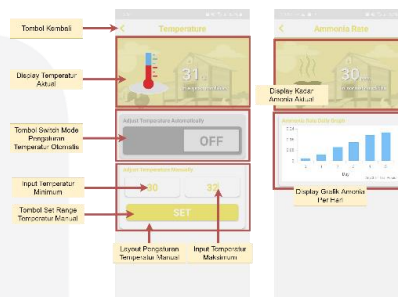 Tombol Kembali
Temperature
Ammonia Rate
Display Temperatur
Aktual
31
30
Display Kadar
Amonia Aktual
Tombol Switch Mode
Pengaturan
Temperatur Otomatis
Adjust Temperature Automatically
OFF
Ammonia Rate Data Graph
Input Temperatur
Minimum
Adjust Temperature Manually
30
32
May
Display Grafik Amonia
Per Hari
Tombol Set Range
Temperatur Manual
SET
Layout Pengaturan
Temperatur Manual
Input Temperatur
Maksimum